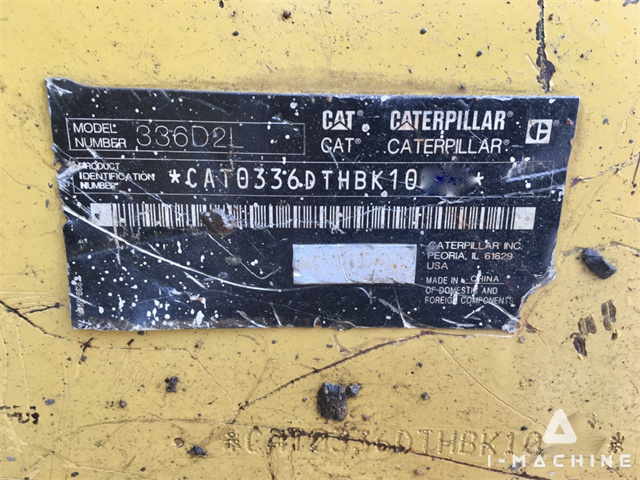 MODEL NUMBER 336D2L
CAT CATERPILLAR
CAT CATERPILLAR
PRODUCT IDENTIFICATION NUMBER *CAT0336DTHBK10 *
CATERPILLAR INC.
PEORIA, IL 61629
USA
MADE IN CHINA
OF DOMESTIC AND
FOREIGN COMPONENTS
*CAT0336DTHBK10
I-MACHINE